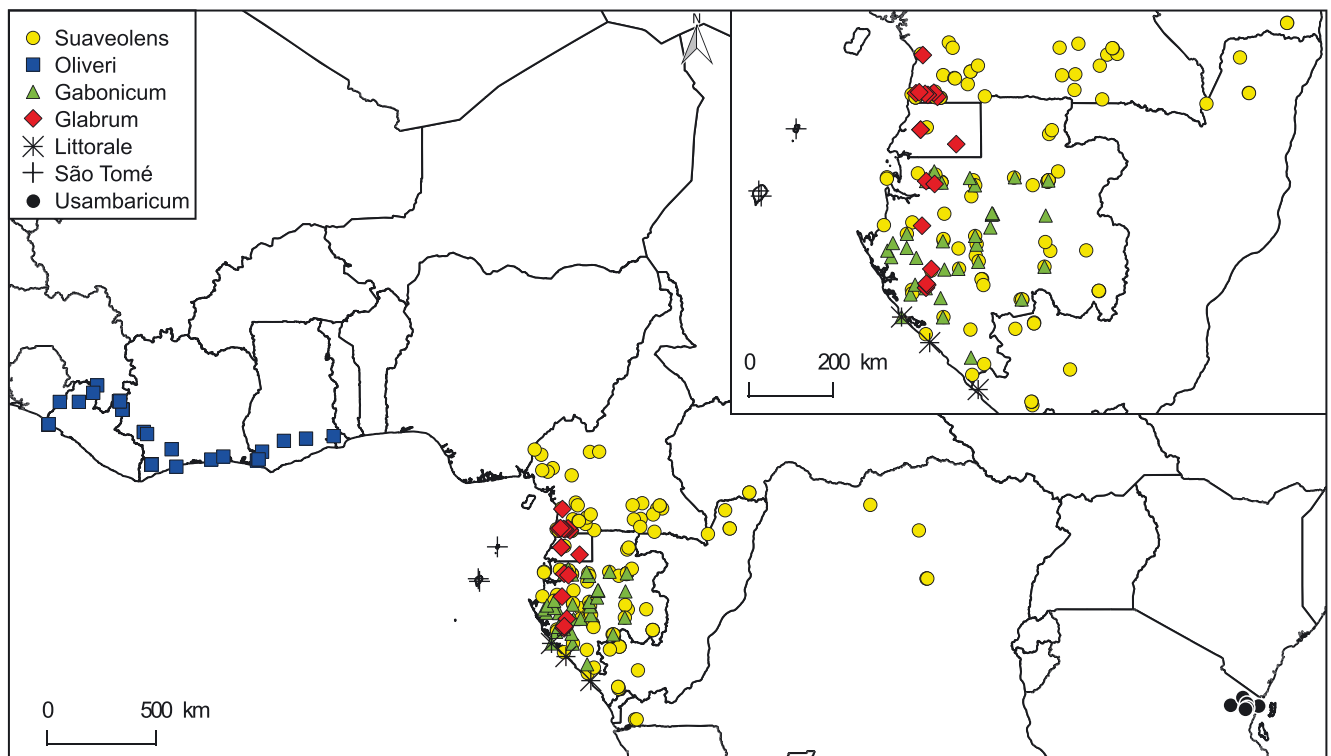 Suaveolens
Oliveri
Gabonicum
Glabrum
Littorale
São Tomé
Usambaricum
N
0 200 km
0 500 km